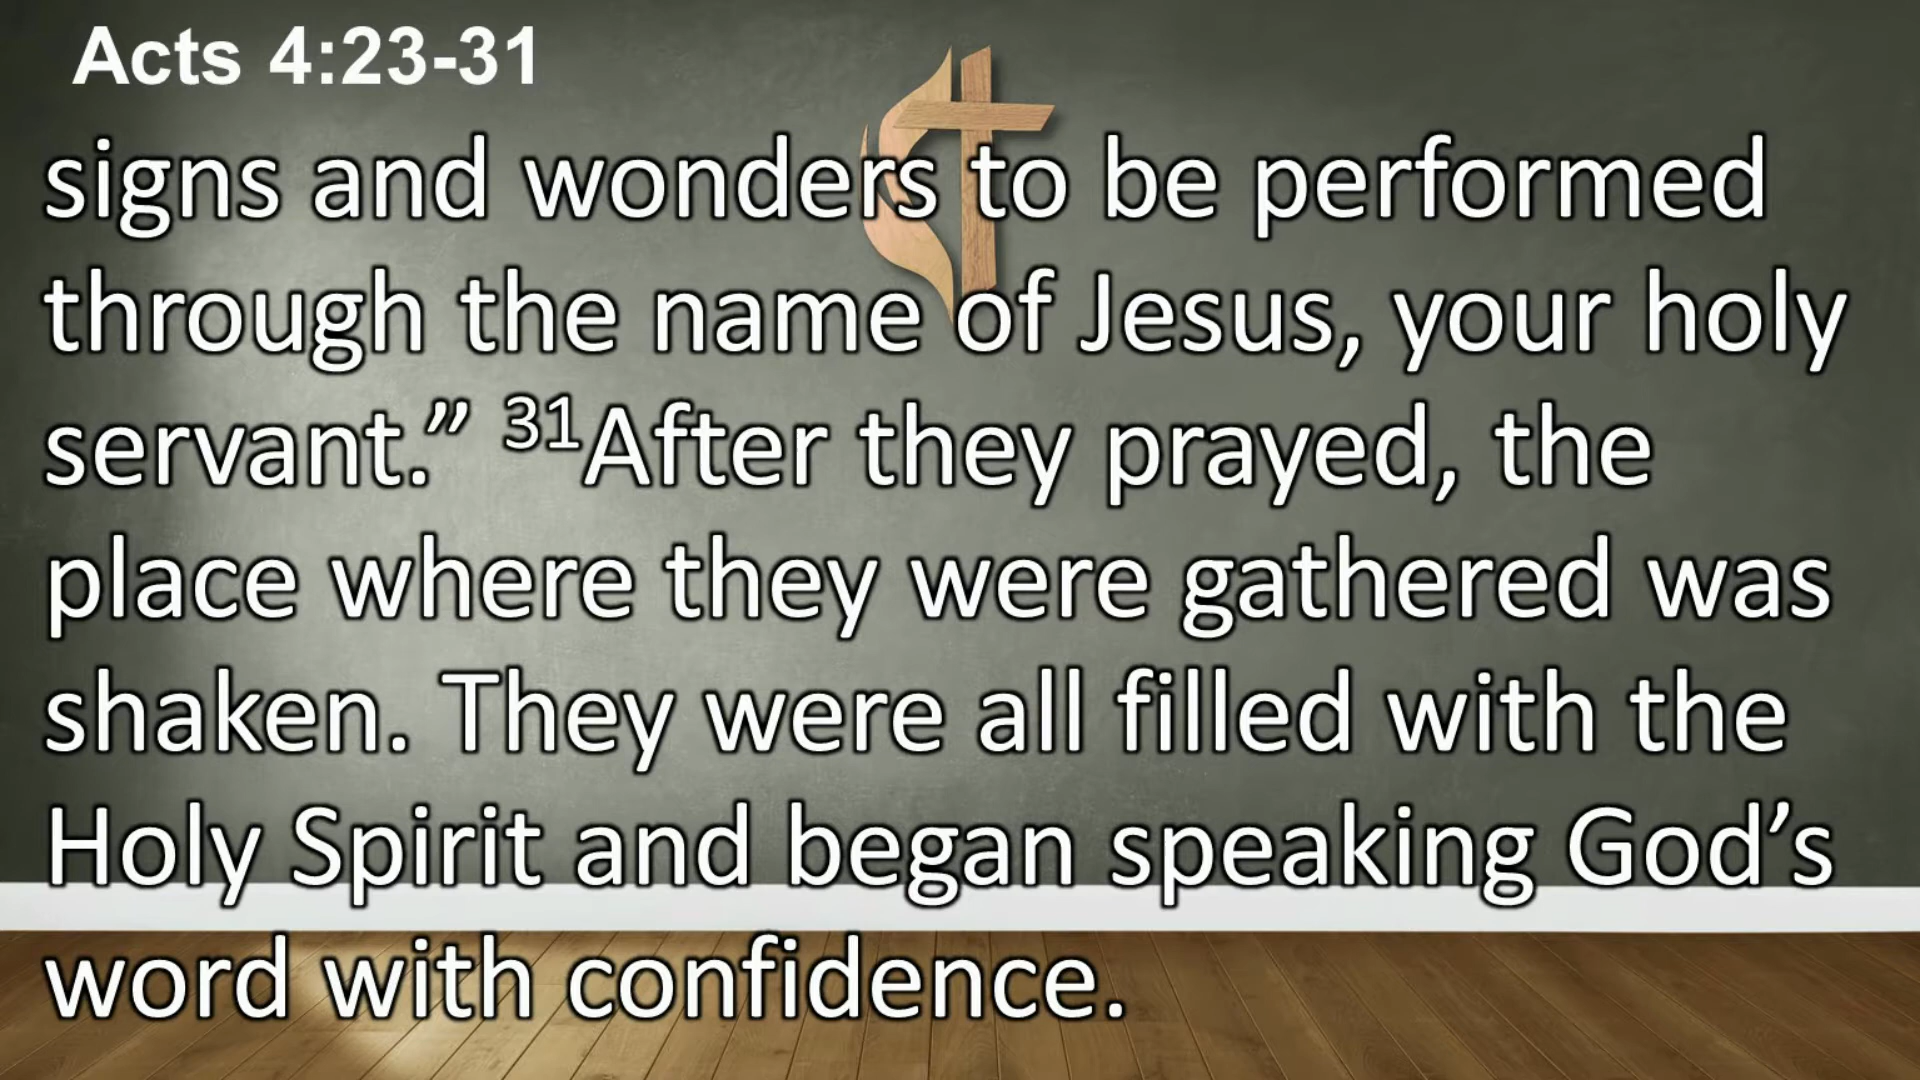 Acts 4:23-31
signs and wonders to be performed
through the name of Jesus, your holy
servant.” ³¹After they prayed, the
place where they were gathered was
shaken. They were all filled with the
Holy Spirit and began speaking God’s
word with confidence.